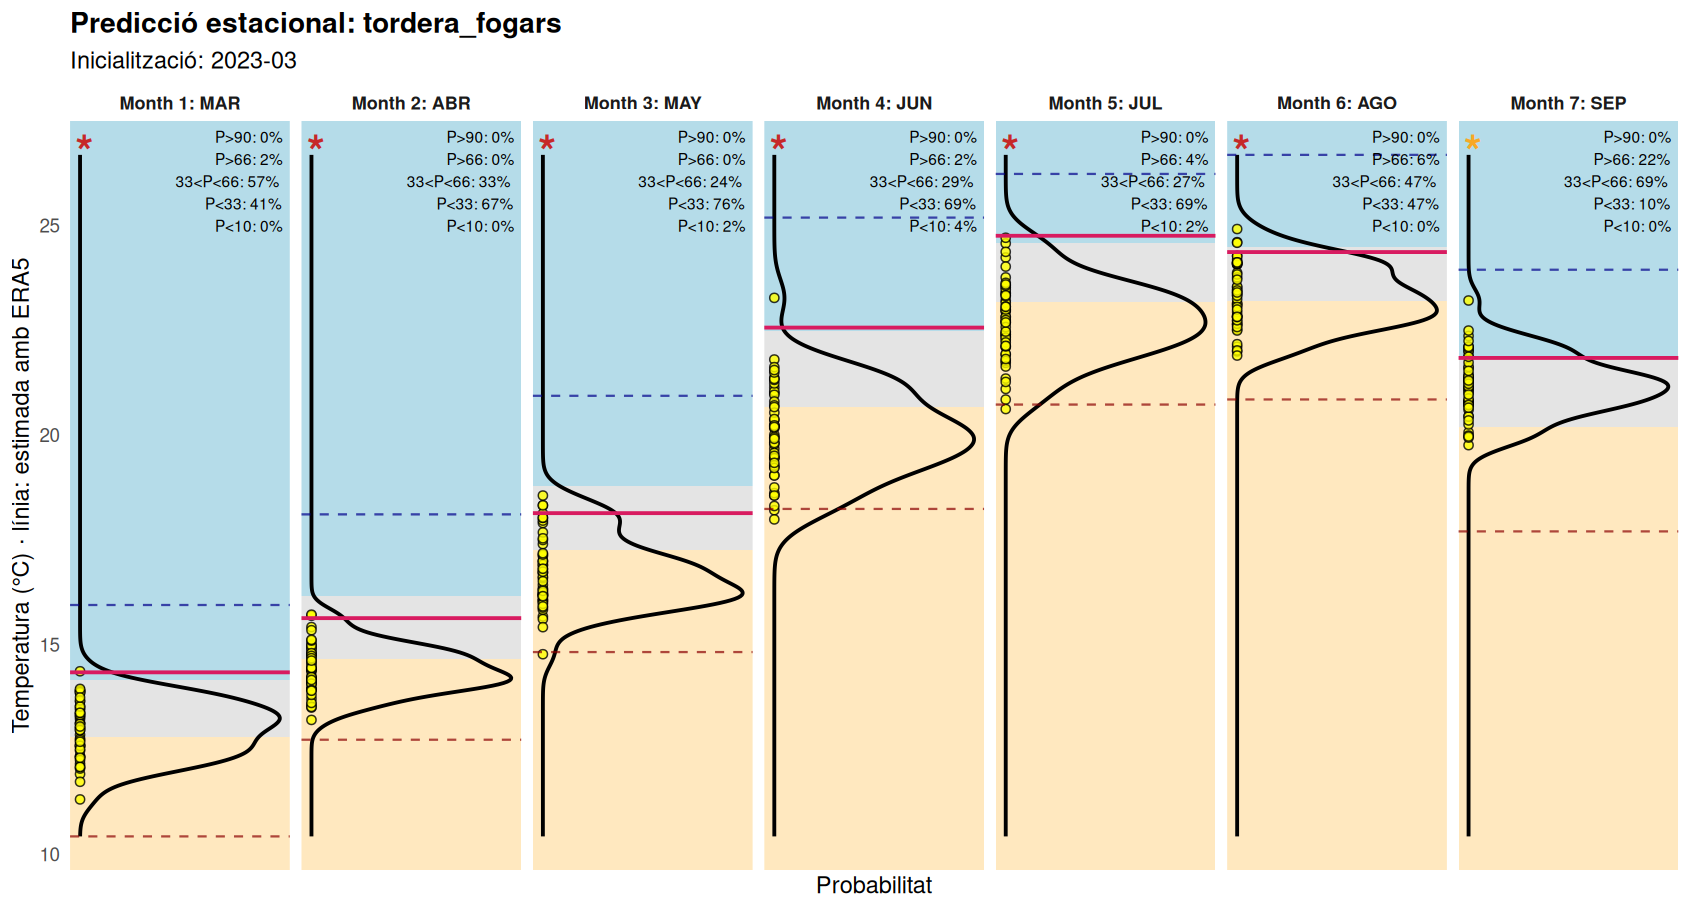 Predicció estacional: tordera_fogars
Inicialització: 2023-03
Month 1: MAR
Month 2: ABR
Month 3: MAY
Month 4: JUN
Month 5: JUL
Month 6: AGO
Month 7: SEP
*
P>90: 0%
P>66: 2%
33<P<66: 57%
P<33: 41%
P<10: 0%
*
P>90: 0%
P>66: 0%
33<P<66: 33%
P<33: 67%
P<10: 0%
*
P>90: 0%
P>66: 0%
33<P<66: 24%
P<33: 76%
P<10: 2%
*
P>90: 0%
P>66: 2%
33<P<66: 29%
P<33: 69%
P<10: 4%
*
P>90: 0%
P>66: 4%
33<P<66: 27%
P<33: 69%
P<10: 2%
*
P>90: 0%
P>66: 6%
33<P<66: 47%
P<33: 47%
P<10: 0%
*
P>90: 0%
P>66: 22%
33<P<66: 69%
P<33: 10%
P<10: 0%
25
20
15
10
Temperatura (°C) · línia: estimada amb ERA5
Probabilitat